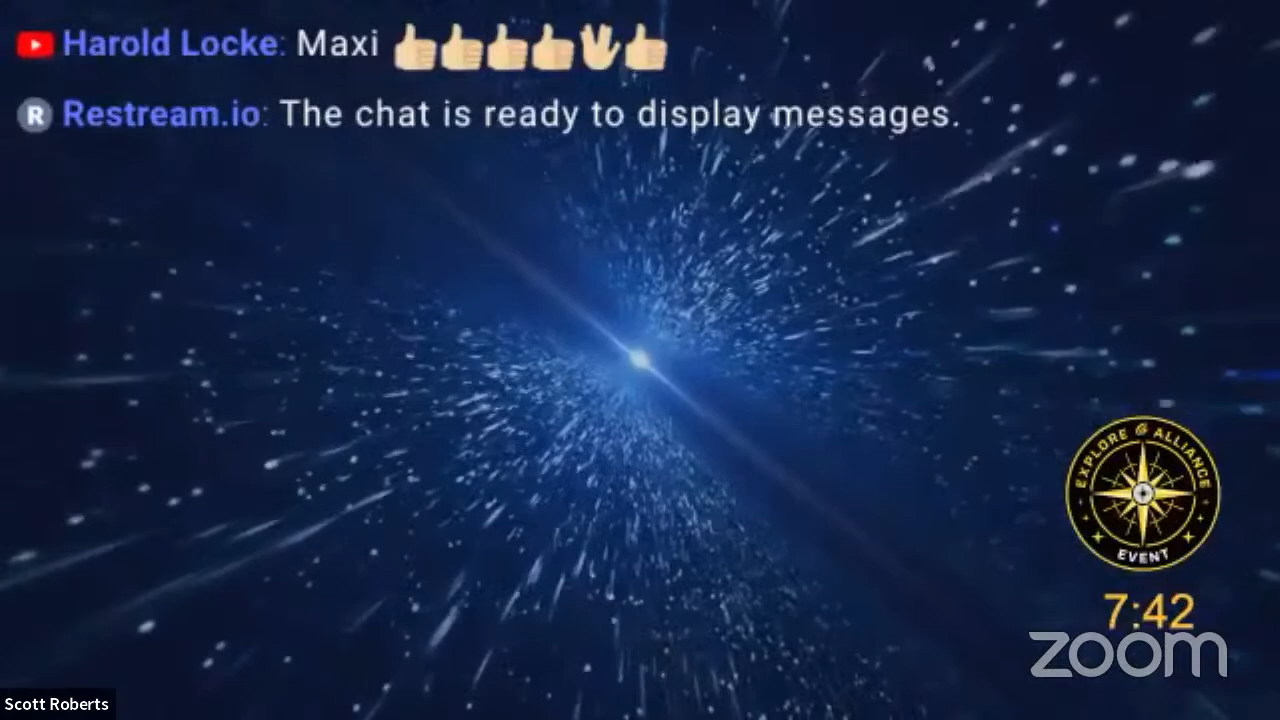 Harold Locke: Maxi 👍🏼👍🏼👍🏼👍🏼🖖🏼👍🏼
R Restream.io: The chat is ready to display messages.
EXPLORE ALLIANCE
EVENT
7:42
zoom
Scott Roberts